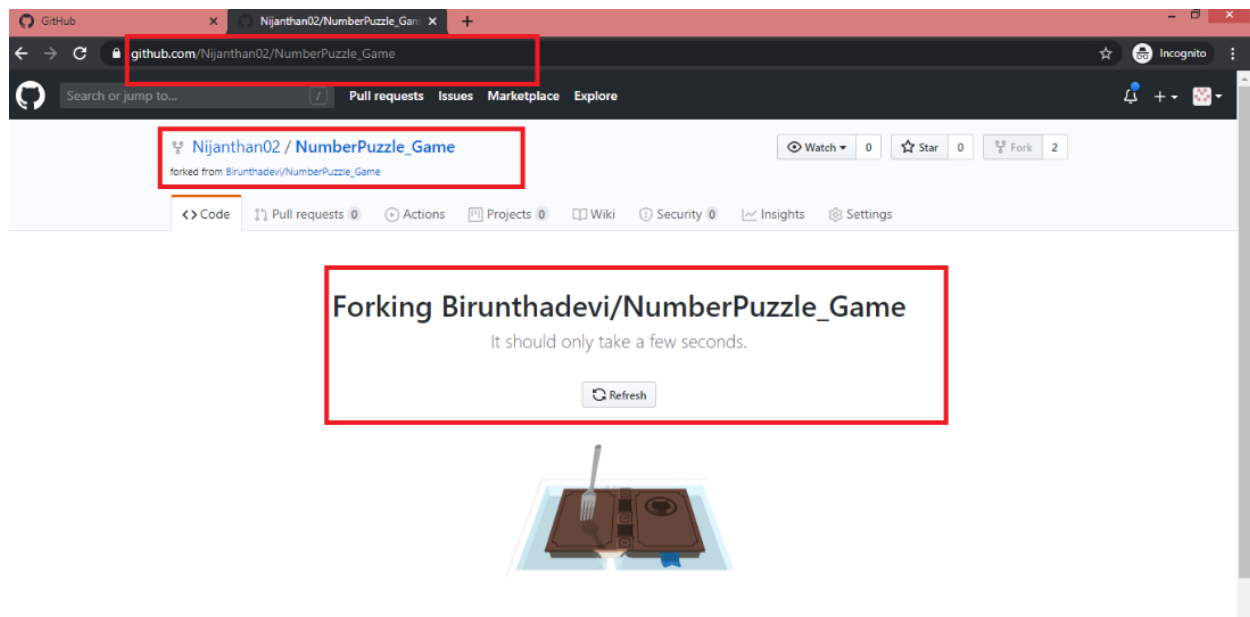 GitHub
Nijanthan02/NumberPuzzle_Gam
github.com/Nijanthan02/NumberPuzzle_Game
Incognito
Search or jump to...
/
Pull requests Issues Marketplace Explore
Nijanthan02 / NumberPuzzle_Game
Watch 0 Star 0 Fork 2
forked from Birunthadevi/NumberPuzzle_Game
Code Pull requests 0 Actions Projects 0 Wiki Security 0 Insights Settings
Forking Birunthadevi/NumberPuzzle_Game
It should only take a few seconds.
Refresh